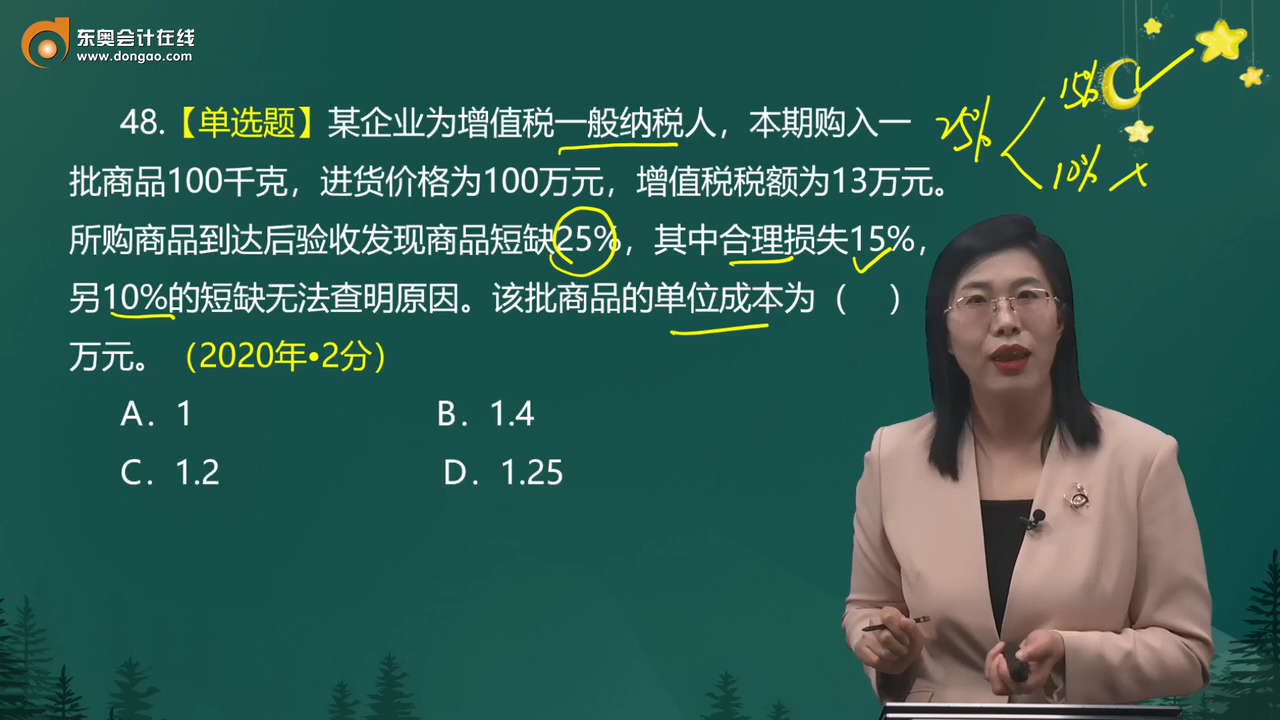 东奥会计在线
www.dongao.com
48.【单选题】某企业为增值税一般纳税人，本期购入一
批商品100千克，进货价格为100万元，增值税税额为13万元。
所购商品到达后验收发现商品短缺25%，其中合理损失15%，
另10%的短缺无法查明原因。该批商品的单位成本为（　）
万元。（2020年•2分）
A．1
B．1.4
C．1.2
D．1.25
25%
15%
10%